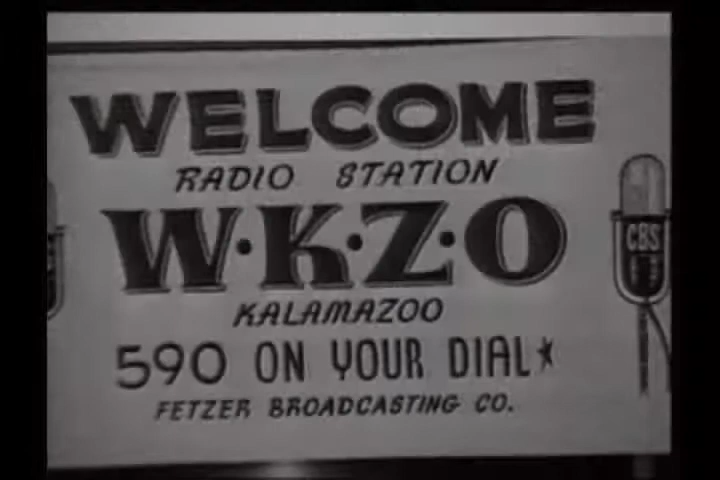 WELCOME
RADIO STATION
W·K·Z·O
CBS
KALAMAZOO
590 ON YOUR DIAL*
FETZER BROADCASTING CO.